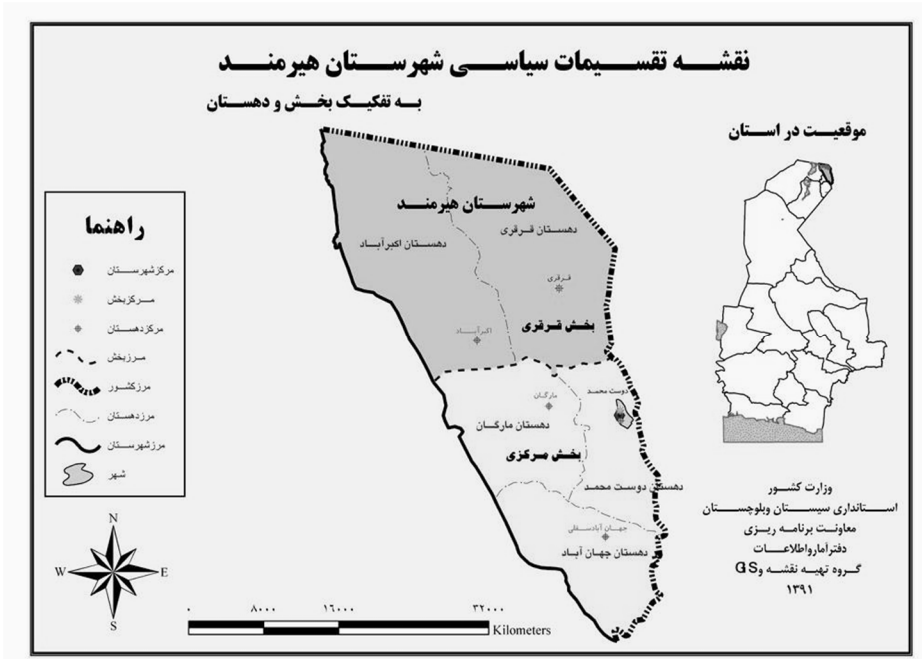 نقشه تقسیمات سیاسی شهرستان هیرمند
به تفکیک بخش و دهستان
موقعیت در استان
راهنما
مرکزشهرستان
مرکزبخش
مرکزدهستان
مرزبخش
مرزکشور
مرزدهستان
مرزشهرستان
شهر
شهرستان هیرمند
دهستان قرقری
دهستان اکبرآباد
قرقری
بخش قرقری
اکبرآباد
دوست محمد
مارگان
دهستان مارگان
بخش مرکزی
دهستان دوست محمد
جهان آبادسفلی
دهستان جهان آباد
وزارت کشور
استانداری سیستان وبلوچستان
معاونت برنامه ریزی
دفترآمارواطلاعات
گروه تهیه نقشه وGIS
۱۳۹۱
N
W E
S
۰ ۸۰۰۰ ۱۶۰۰۰ ۳۲۰۰۰
Kilometers